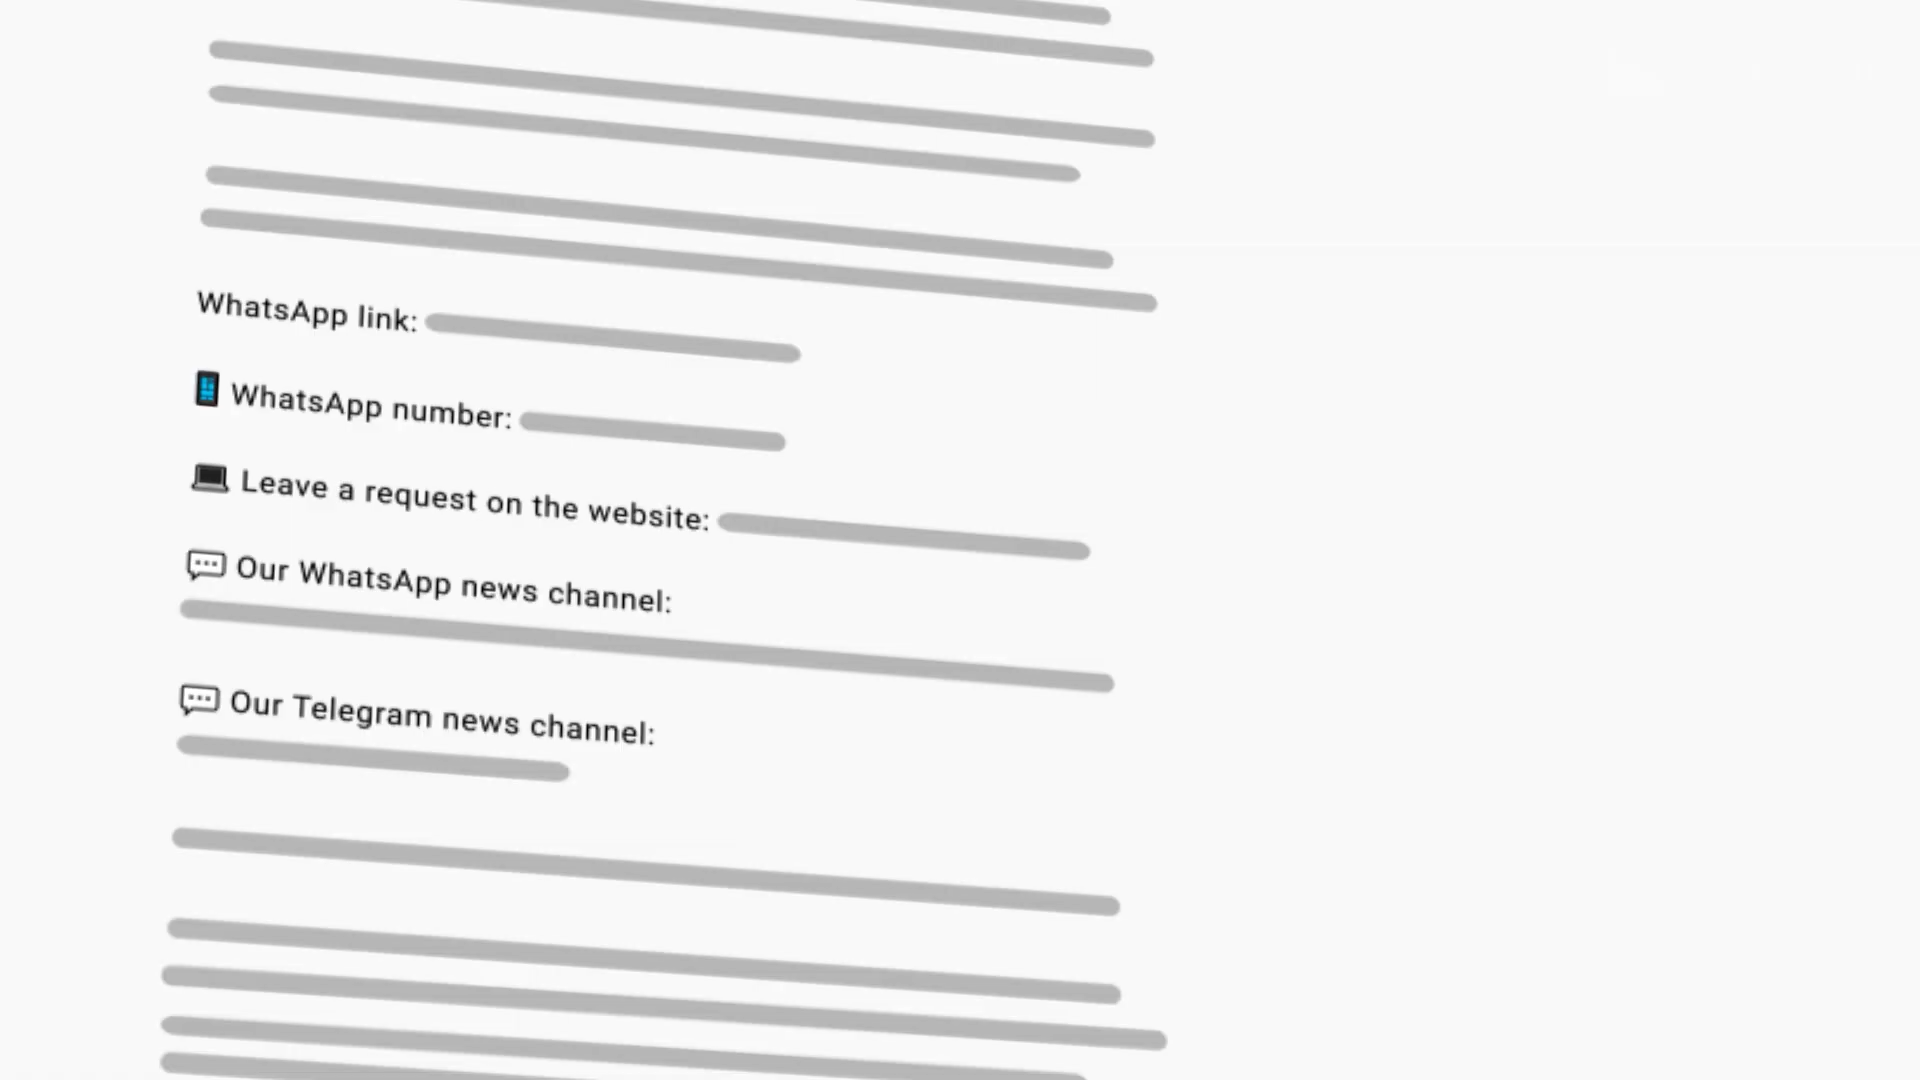 WhatsApp link:
📱 WhatsApp number:
💻 Leave a request on the website:
💬 Our WhatsApp news channel:
💬 Our Telegram news channel: